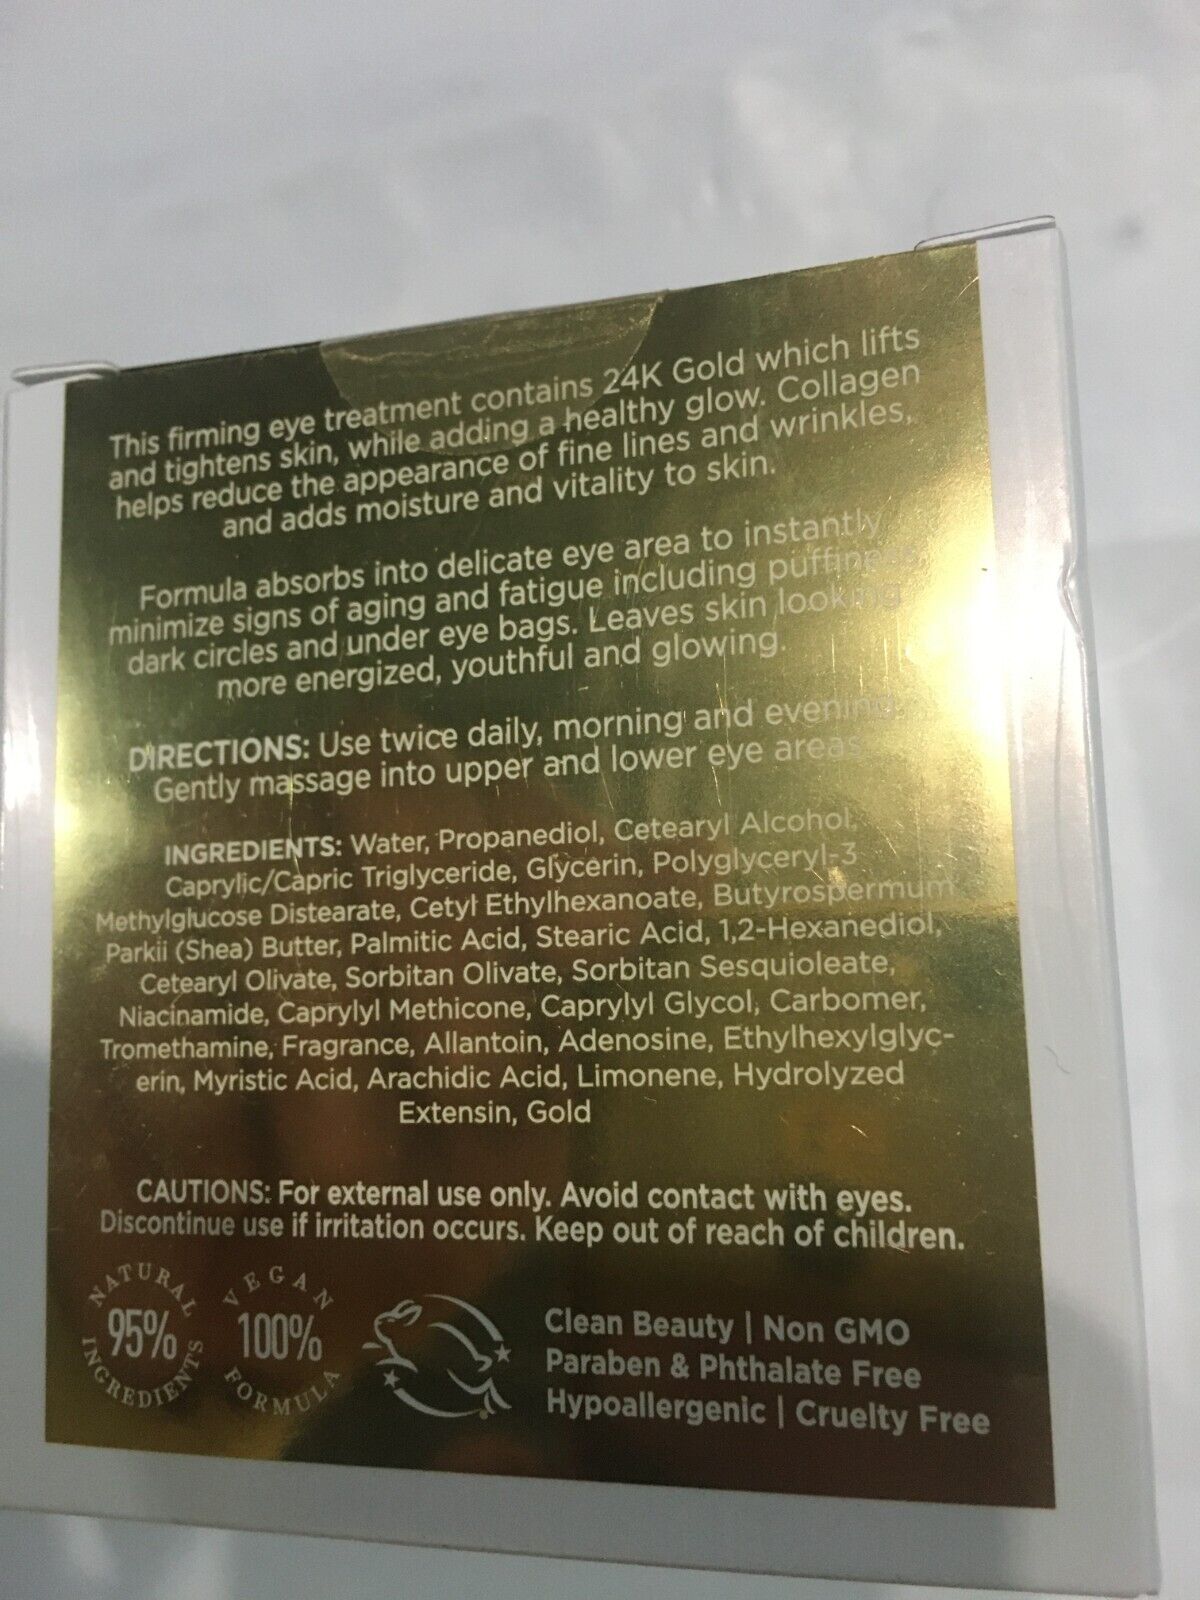 This firming eye treatment contains 24K Gold which lifts
and tightens skin, while adding a healthy glow. Collagen
helps reduce the appearance of fine lines and wrinkles,
and adds moisture and vitality to skin.
Formula absorbs into delicate eye area to instantly
minimize signs of aging and fatigue including puffiness,
dark circles and under eye bags. Leaves skin looking
more energized, youthful and glowing.
DIRECTIONS: Use twice daily, morning and evening.
Gently massage into upper and lower eye areas.
INGREDIENTS: Water, Propanediol, Cetearyl Alcohol,
Caprylic/Capric Triglyceride, Glycerin, Polyglyceryl-3
Methylglucose Distearate, Cetyl Ethylhexanoate, Butyrospermum
Parkii (Shea) Butter, Palmitic Acid, Stearic Acid, 1,2-Hexanediol,
Cetearyl Olivate, Sorbitan Olivate, Sorbitan Sesquioleate,
Niacinamide, Caprylyl Methicone, Caprylyl Glycol, Carbomer,
Tromethamine, Fragrance, Allantoin, Adenosine, Ethylhexylglyc-
erin, Myristic Acid, Arachidic Acid, Limonene, Hydrolyzed
Extensin, Gold
CAUTIONS: For external use only. Avoid contact with eyes.
Discontinue use if irritation occurs. Keep out of reach of children.
NATURAL
95%
INGREDIENTS
VEGAN
100%
FORMULA
Clean Beauty | Non GMO
Paraben & Phthalate Free
Hypoallergenic | Cruelty Free